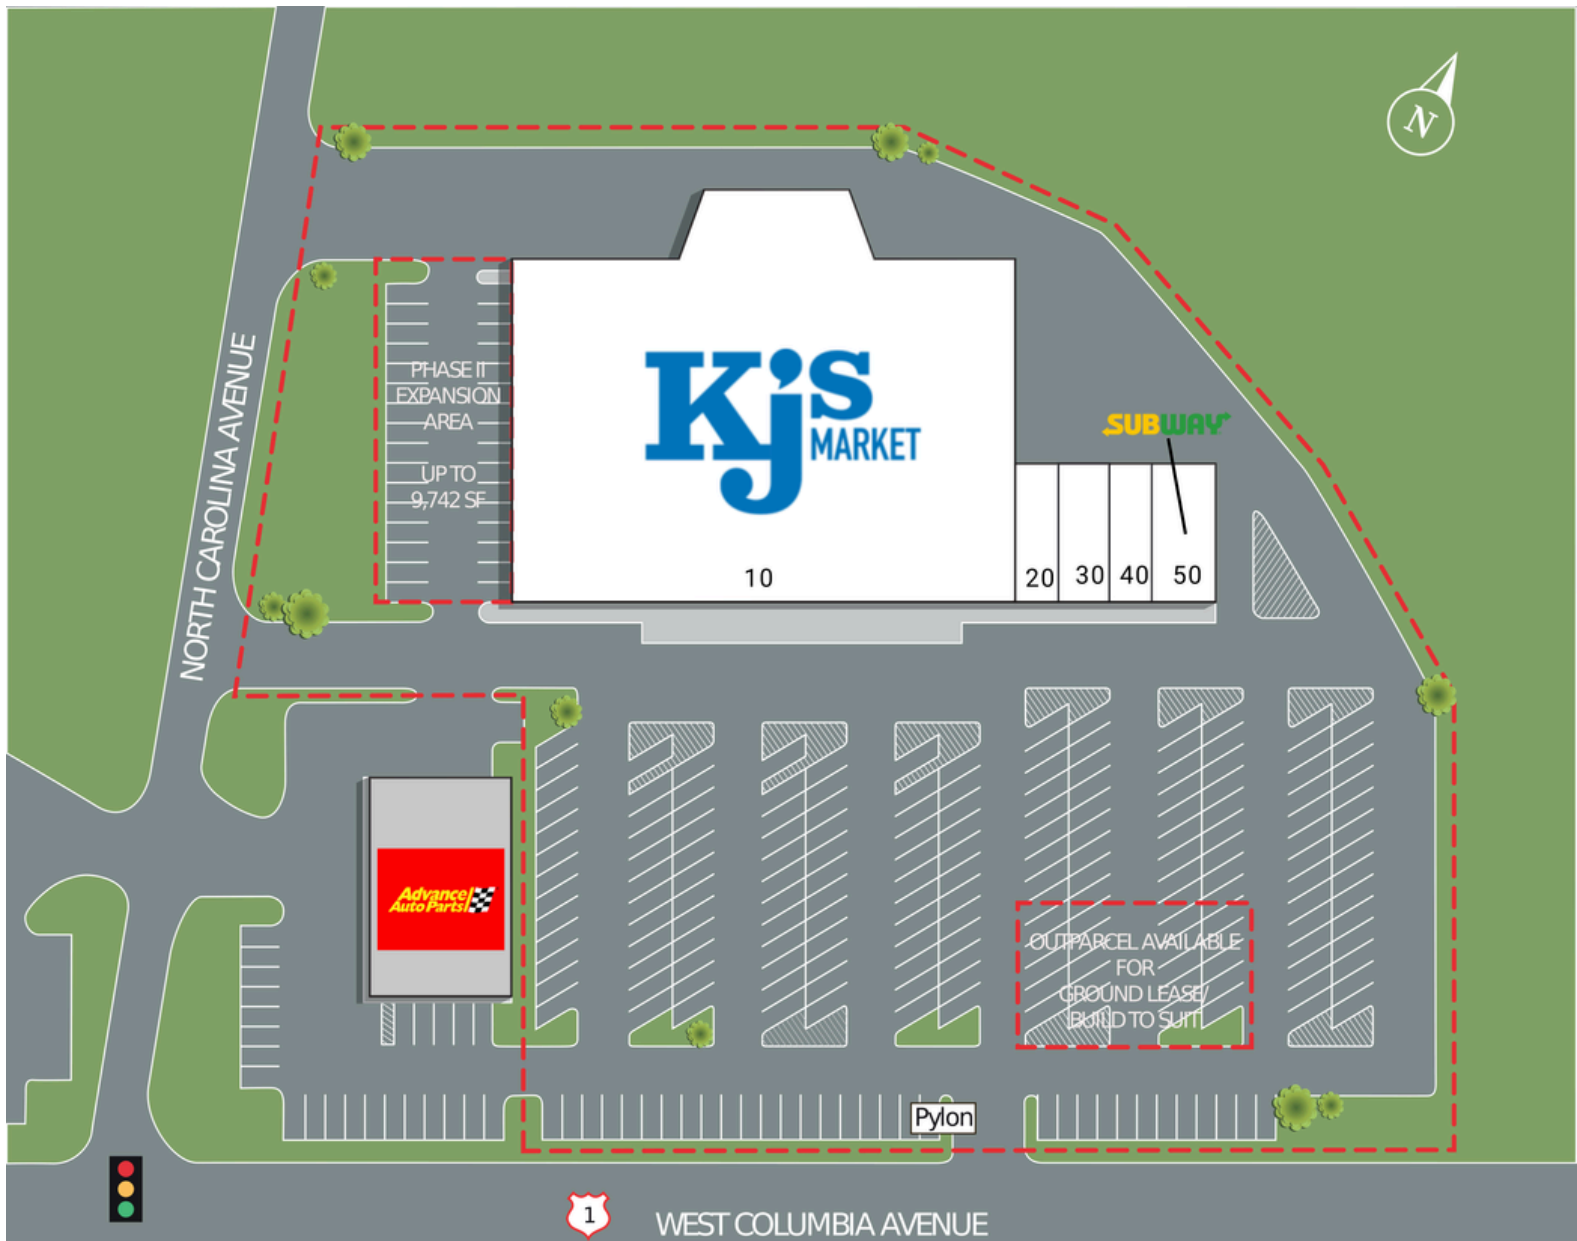 N
NORTH CAROLINA AVENUE
PHASE II
EXPANSION
AREA
UP TO
9,742 SF
Kj's
MARKET
SUBWAY
10
20
30
40
50
Advance
Auto Parts
OUTPARCEL AVAILABLE
FOR
GROUND LEASE/
BUILD TO SUIT
Pylon
1
WEST COLUMBIA AVENUE